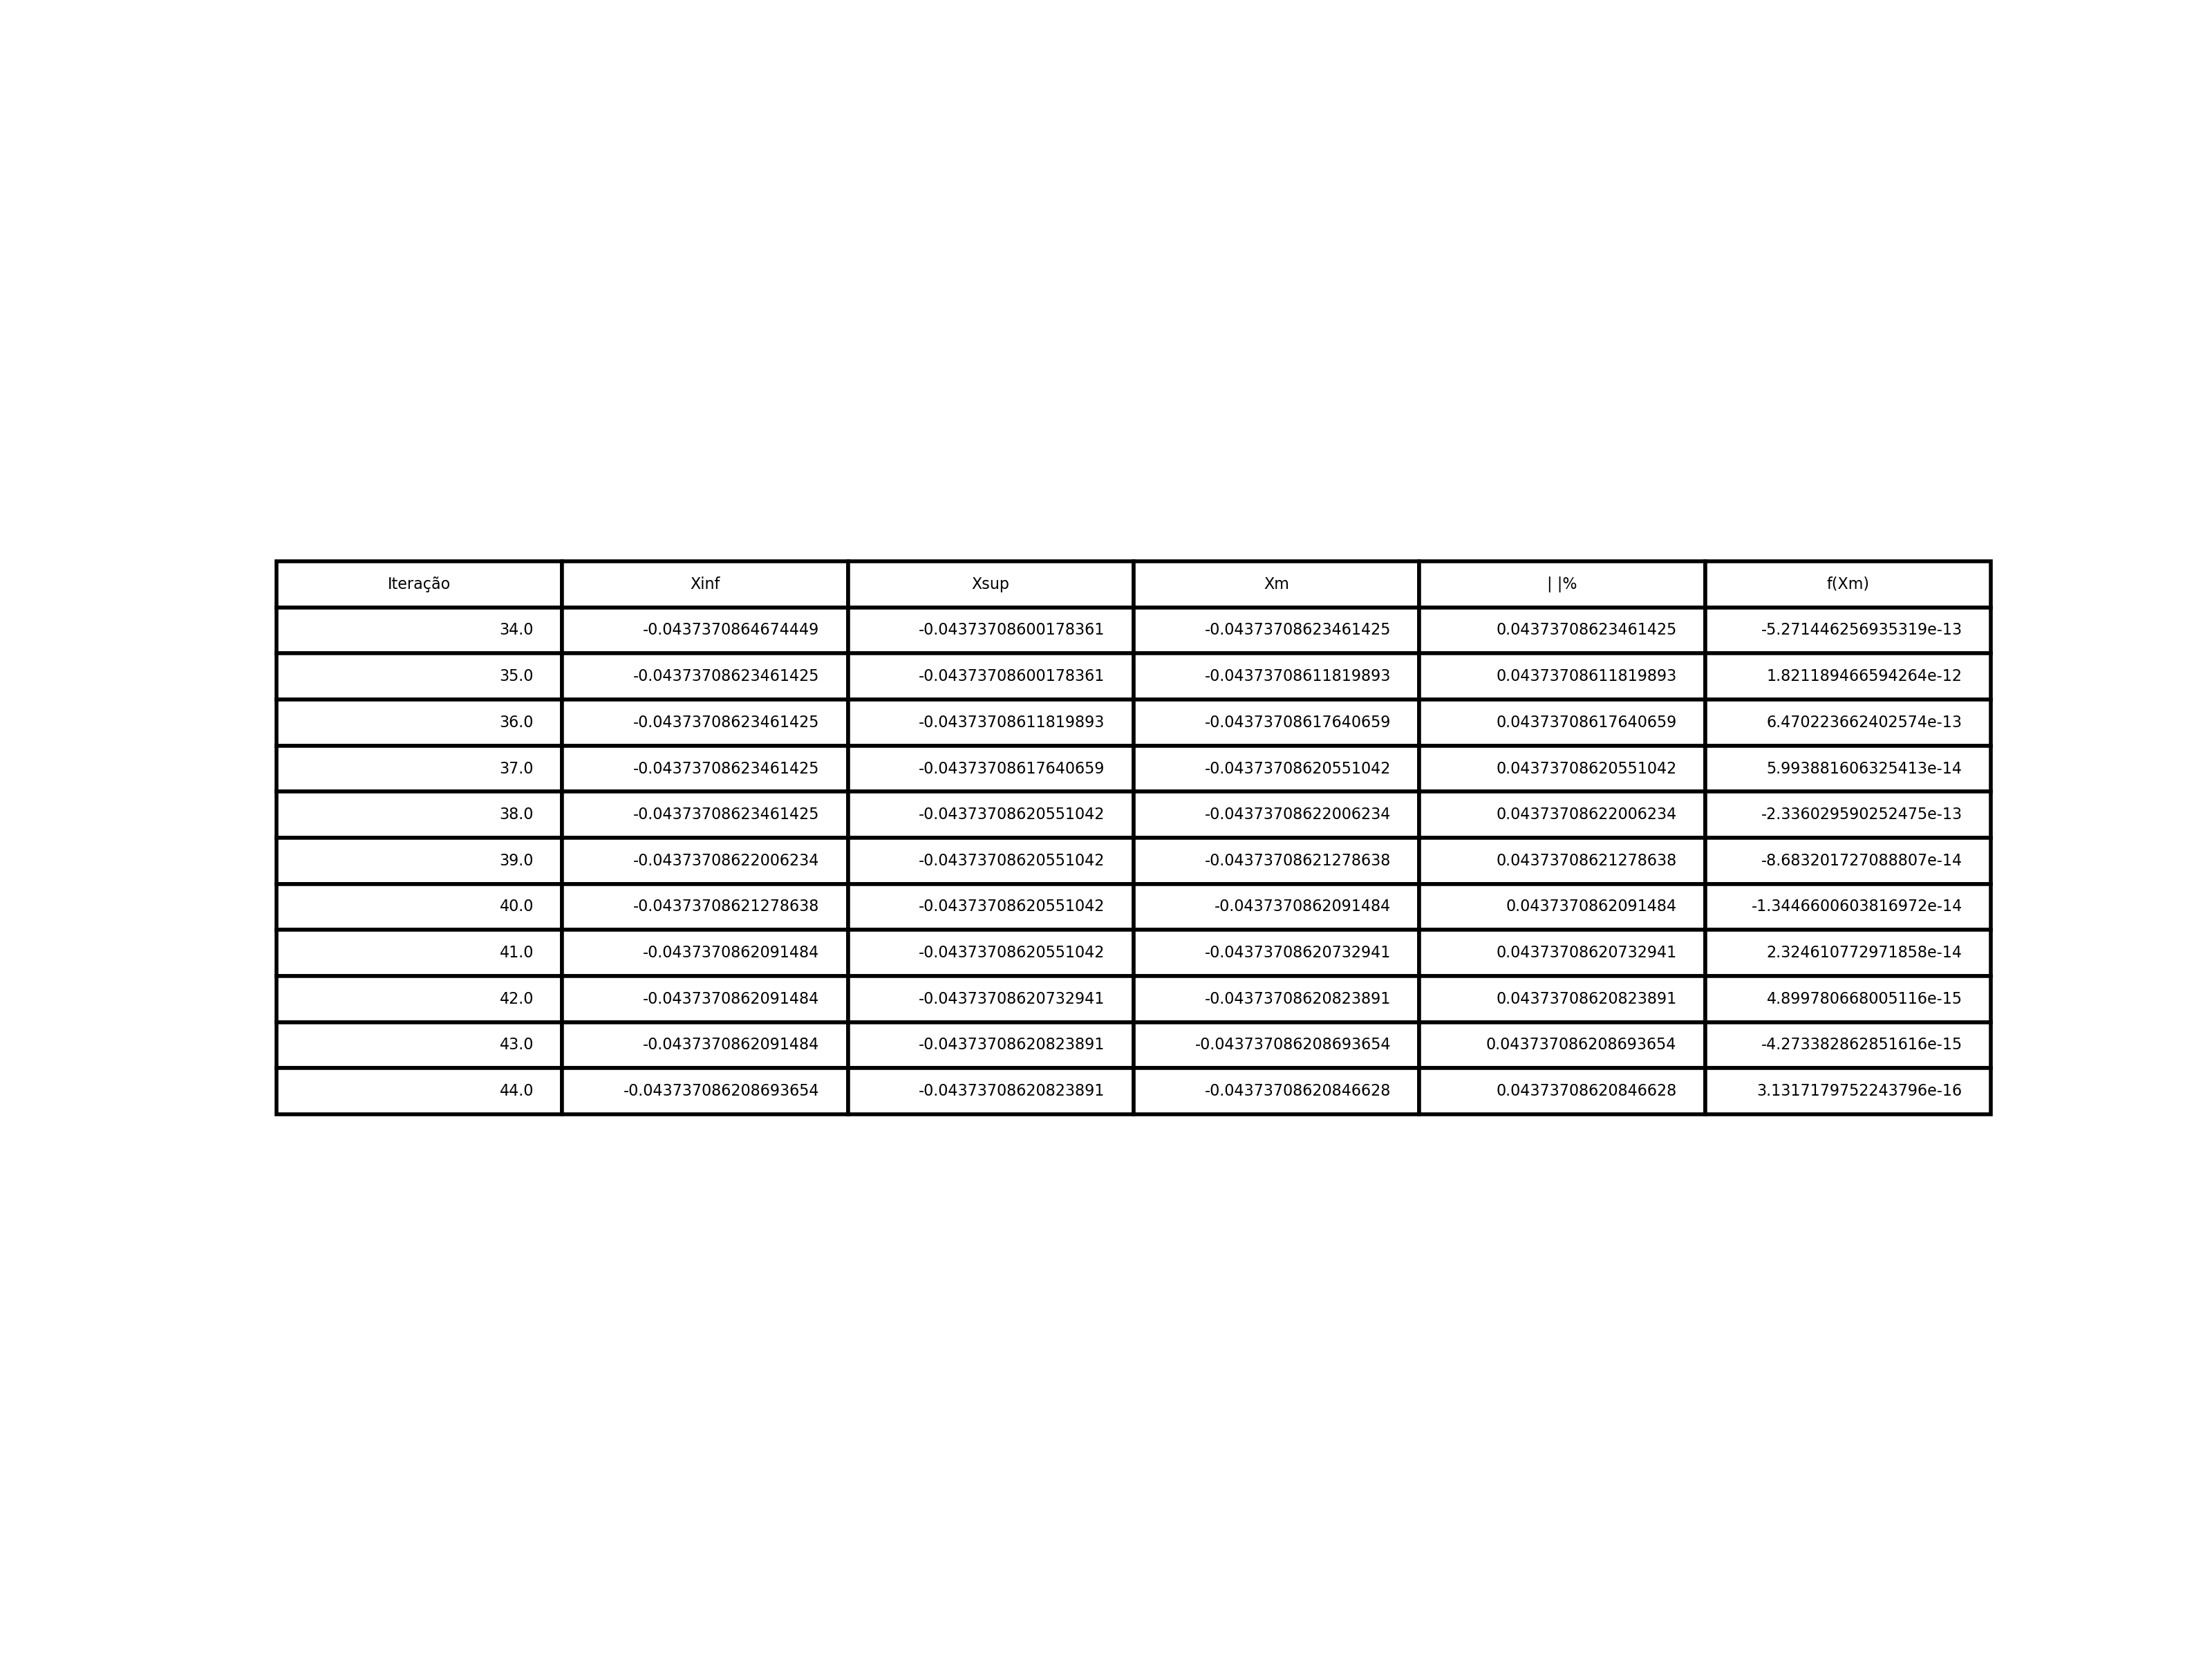 Iteração Xinf Xsup Xm | |% f(Xm)
34.0 -0.0437370864674449 -0.04373708600178361 -0.04373708623461425 0.04373708623461425 -5.271446256935319e-13
35.0 -0.04373708623461425 -0.04373708600178361 -0.04373708611819893 0.04373708611819893 1.821189466594264e-12
36.0 -0.04373708623461425 -0.04373708611819893 -0.04373708617640659 0.04373708617640659 6.470223662402574e-13
37.0 -0.04373708623461425 -0.04373708617640659 -0.04373708620551042 0.04373708620551042 5.993881606325413e-14
38.0 -0.04373708623461425 -0.04373708620551042 -0.04373708622006234 0.04373708622006234 -2.336029590252475e-13
39.0 -0.04373708622006234 -0.04373708620551042 -0.04373708621278638 0.04373708621278638 -8.683201727088807e-14
40.0 -0.04373708621278638 -0.04373708620551042 -0.0437370862091484 0.0437370862091484 -1.3446600603816972e-14
41.0 -0.0437370862091484 -0.04373708620551042 -0.04373708620732941 0.04373708620732941 2.324610772971858e-14
42.0 -0.0437370862091484 -0.04373708620732941 -0.04373708620823891 0.04373708620823891 4.899780668005116e-15
43.0 -0.0437370862091484 -0.04373708620823891 -0.043737086208693654 0.043737086208693654 -4.273382862851616e-15
44.0 -0.043737086208693654 -0.04373708620823891 -0.04373708620846628 0.04373708620846628 3.1317179752243796e-16